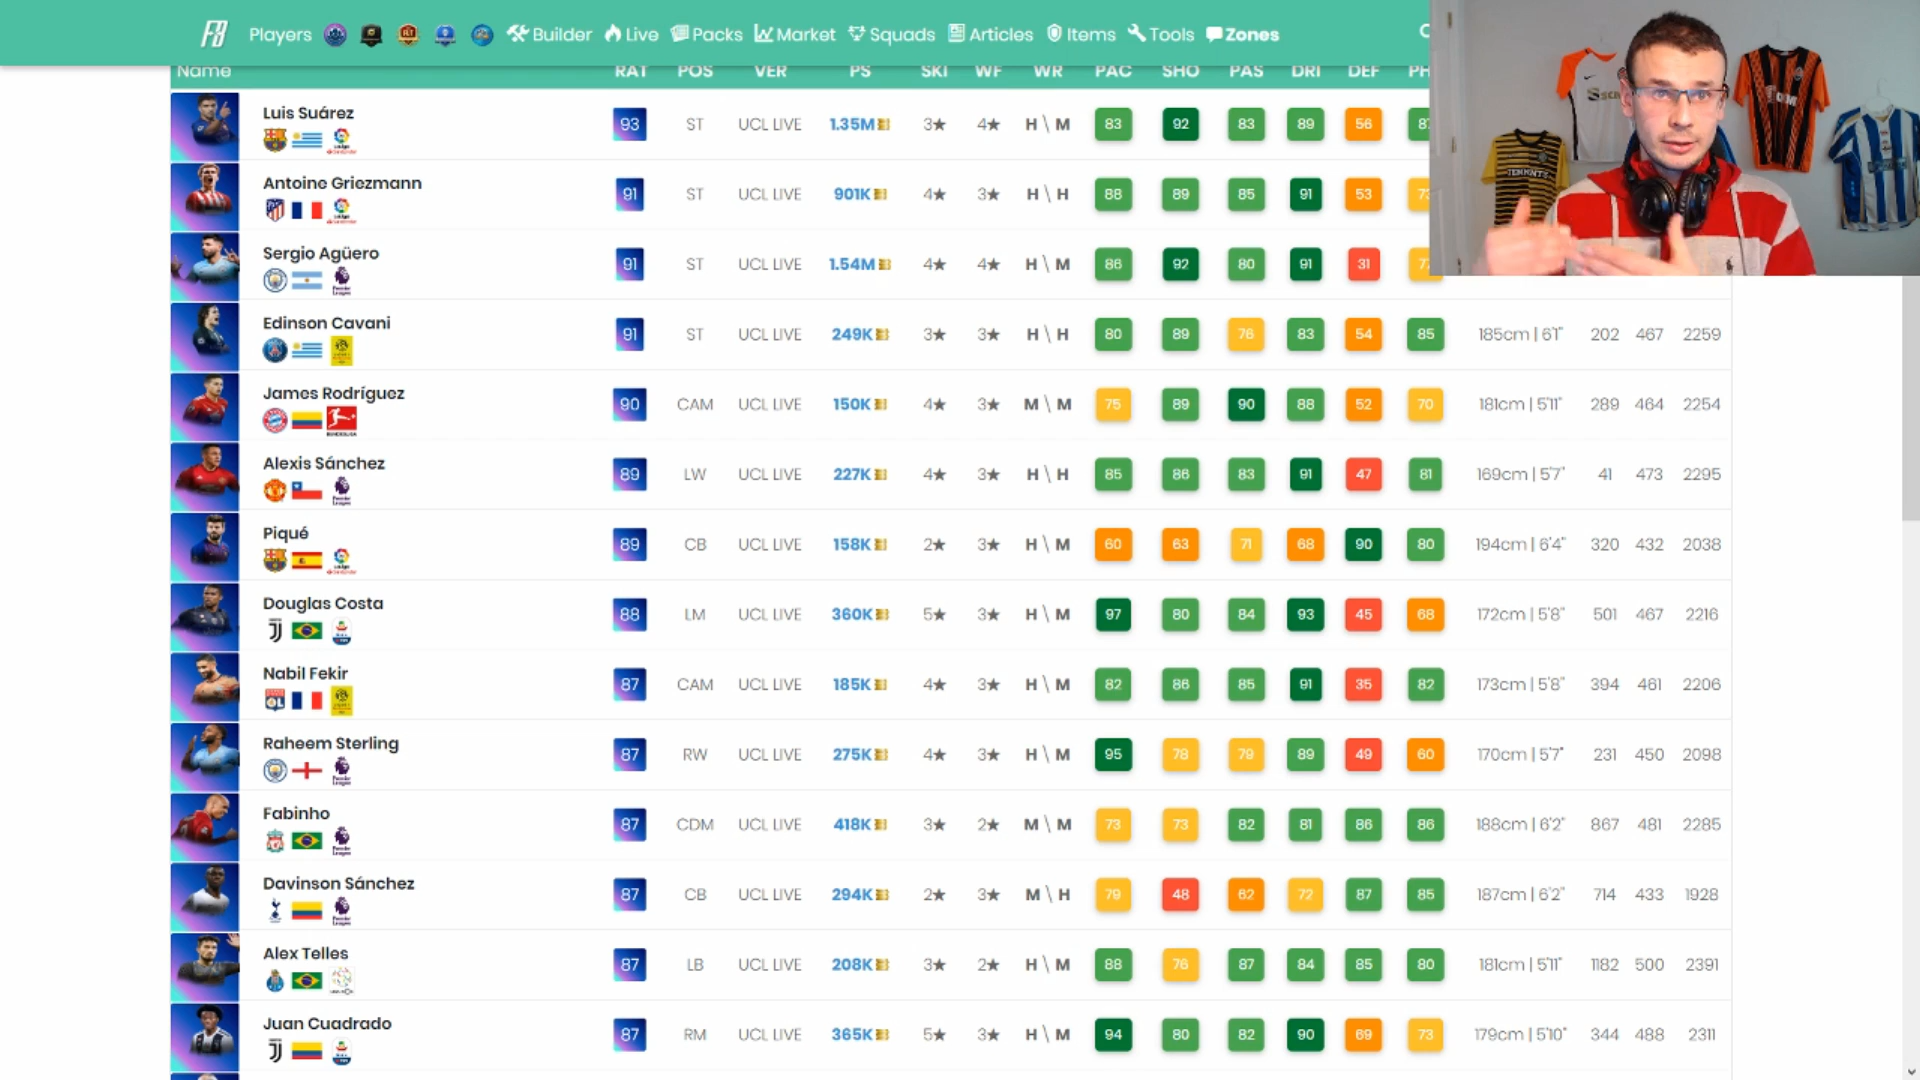 Players Builder Live Packs Market Squads Articles Items Tools Zones
Name RAT POS VER PS SKI WF WR PAC SHO PAS DRI DEF
Luis Suárez 93 ST UCL LIVE 1.35M 3★ 4★ H \ M 83 92 83 89 56
Antoine Griezmann 91 ST UCL LIVE 901K 4★ 3★ H \ H 88 89 85 91 53
Sergio Agüero 91 ST UCL LIVE 1.54M 4★ 4★ H \ M 86 92 80 91 31
Edinson Cavani 91 ST UCL LIVE 249K 3★ 3★ H \ H 80 89 76 83 54 85 185cm | 6'1" 202 467 2259
James Rodríguez 90 CAM UCL LIVE 150K 4★ 3★ M \ M 75 89 90 88 52 70 181cm | 5'11" 289 464 2254
Alexis Sánchez 89 LW UCL LIVE 227K 4★ 3★ H \ H 85 86 83 91 47 81 169cm | 5'7" 41 473 2295
Piqué 89 CB UCL LIVE 158K 2★ 3★ H \ M 60 63 71 68 90 80 194cm | 6'4" 320 432 2038
Douglas Costa 88 LM UCL LIVE 360K 5★ 3★ H \ M 97 80 84 93 45 68 172cm | 5'8" 501 467 2216
Nabil Fekir 87 CAM UCL LIVE 185K 4★ 3★ H \ M 82 86 85 91 35 82 173cm | 5'8" 394 461 2206
Raheem Sterling 87 RW UCL LIVE 275K 4★ 3★ H \ M 95 78 79 89 49 60 170cm | 5'7" 231 450 2098
Fabinho 87 CDM UCL LIVE 418K 3★ 2★ M \ M 73 73 82 81 86 86 188cm | 6'2" 867 481 2285
Davinson Sánchez 87 CB UCL LIVE 294K 2★ 3★ M \ H 79 48 62 72 87 85 187cm | 6'2" 714 433 1928
Alex Telles 87 LB UCL LIVE 208K 3★ 2★ H \ M 88 76 87 84 85 80 181cm | 5'11" 1182 500 2391
Juan Cuadrado 87 RM UCL LIVE 365K 5★ 3★ H \ M 94 80 82 90 69 73 179cm | 5'10" 344 488 2311